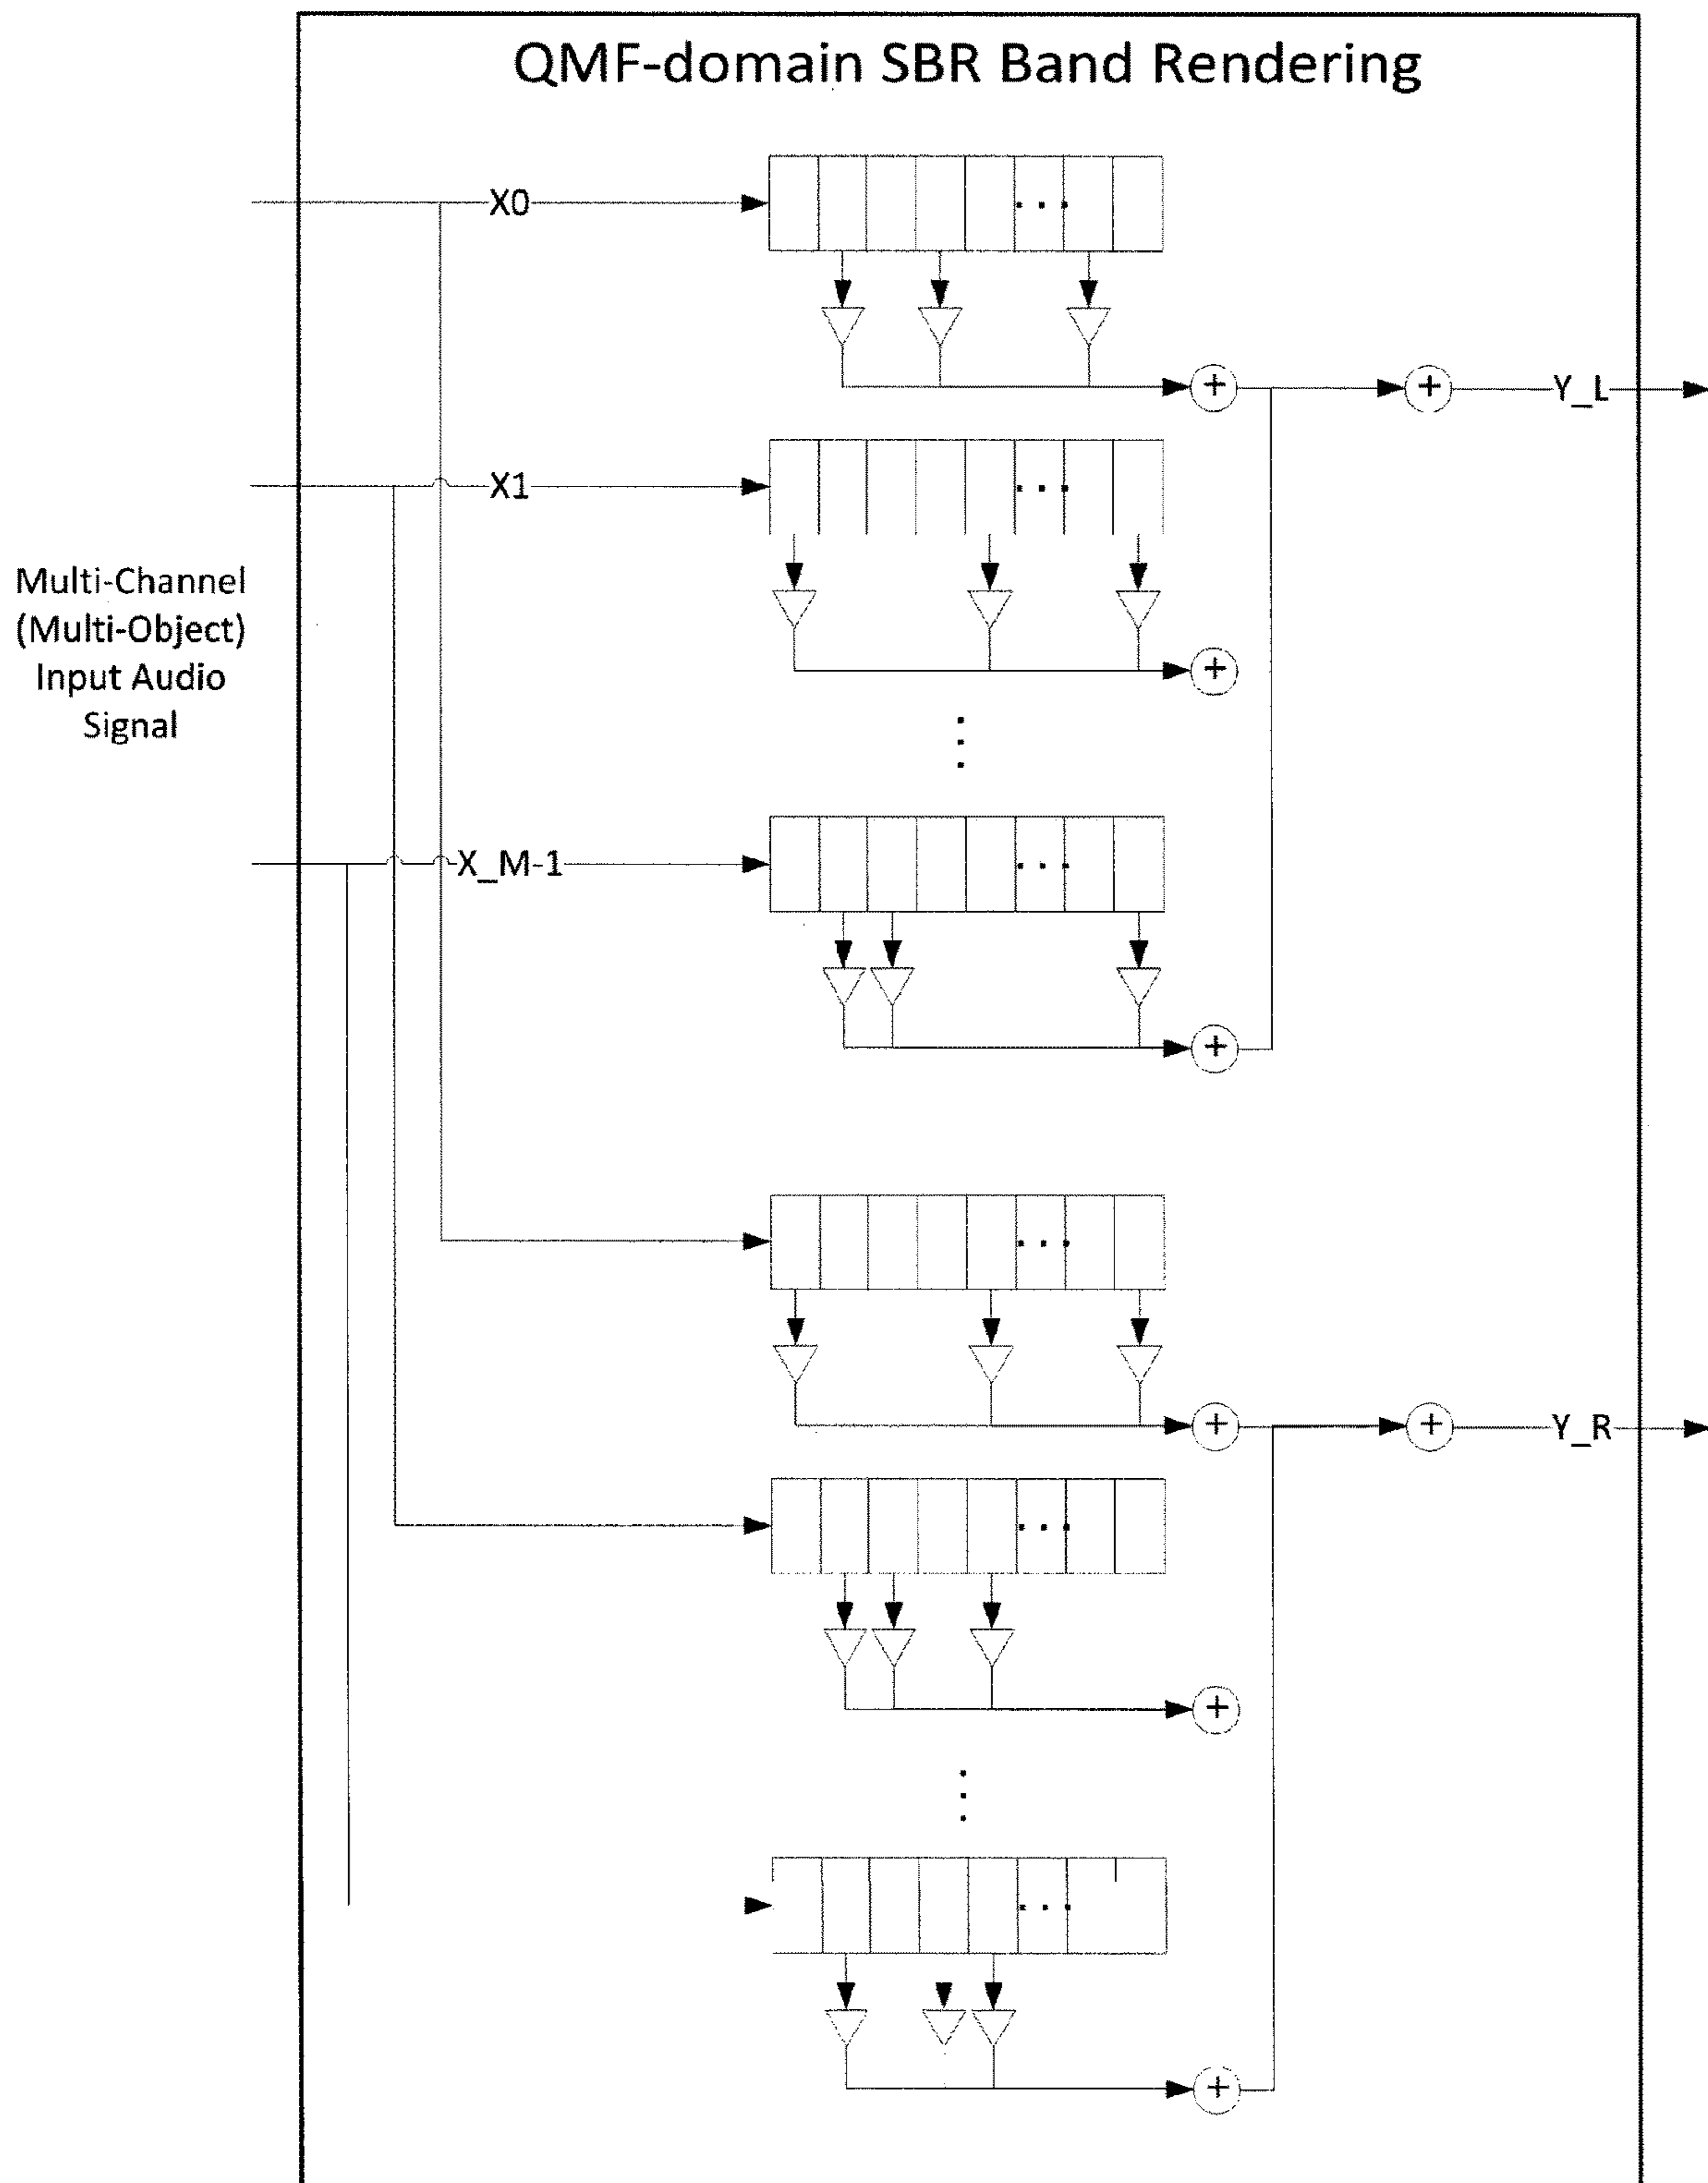 QMF-domain SBR Band Rendering
X0
+
+
Y_L
X1
Multi-Channel
(Multi-Object)
Input Audio
Signal
+
X_M-1
+
+
+
Y_R
+
+